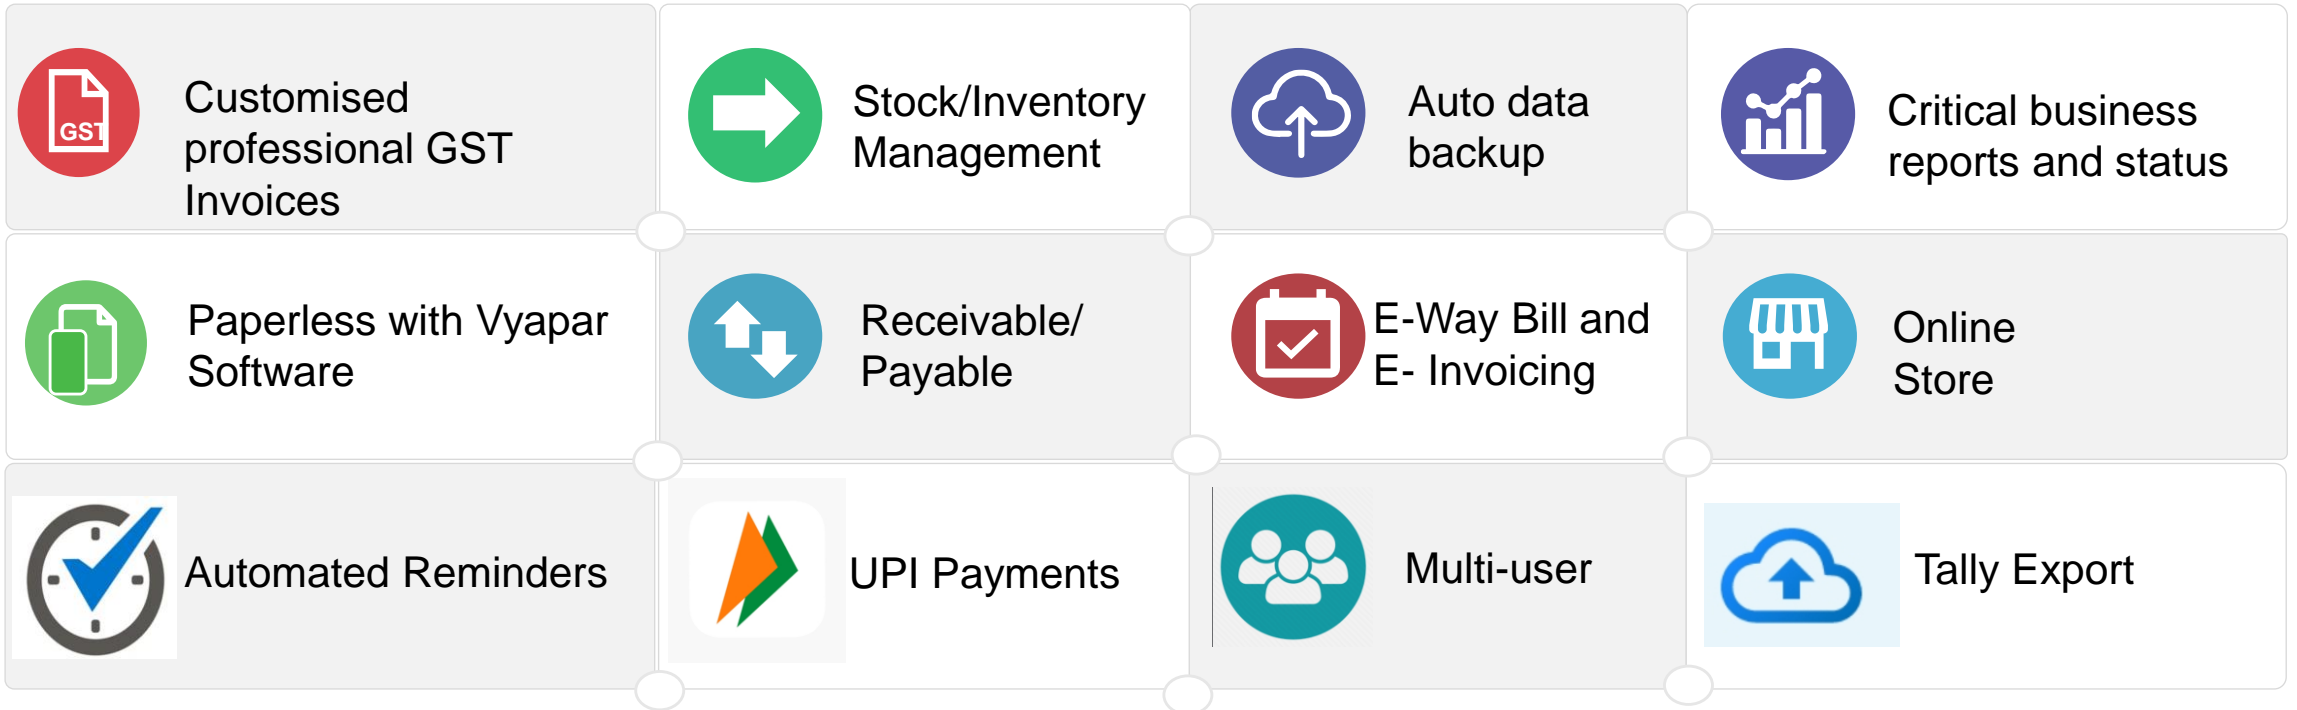 GST
Customised
professional GST
Invoices
Stock/Inventory
Management
Auto data
backup
Critical business
reports and status
Paperless with Vyapar
Software
Receivable/
Payable
E-Way Bill and
E- Invoicing
Online
Store
Automated Reminders
UPI Payments
Multi-user
Tally Export